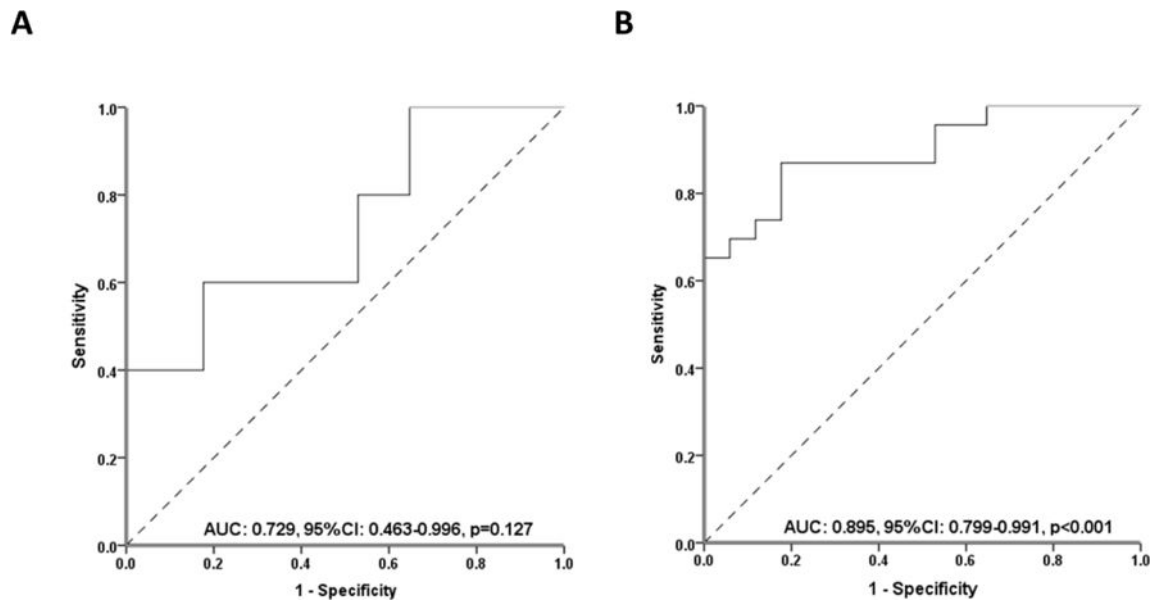 A
1.0
0.8
0.6
0.4
0.2
0.0
Sensitivity
AUC: 0.729, 95%CI: 0.463-0.996, p=0.127
0.0 0.2 0.4 0.6 0.8 1.0
1 - Specificity
B
1.0
0.8
0.6
0.4
0.2
0.0
Sensitivity
AUC: 0.895, 95%CI: 0.799-0.991, p<0.001
0.0 0.2 0.4 0.6 0.8 1.0
1 - Specificity